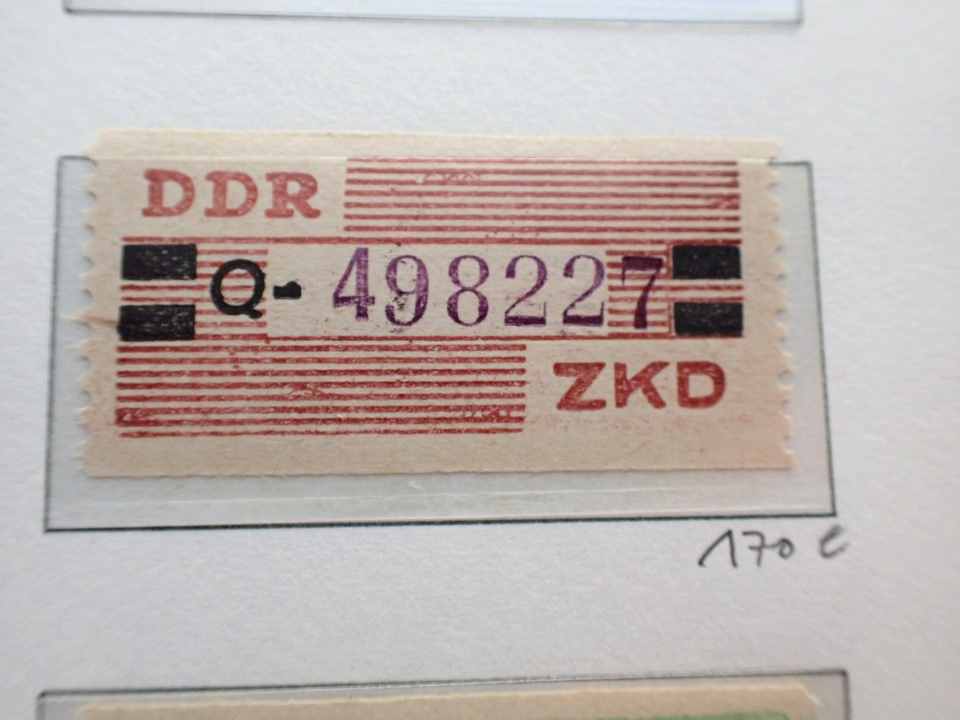 DDR
Q- 498227
ZKD
170 €